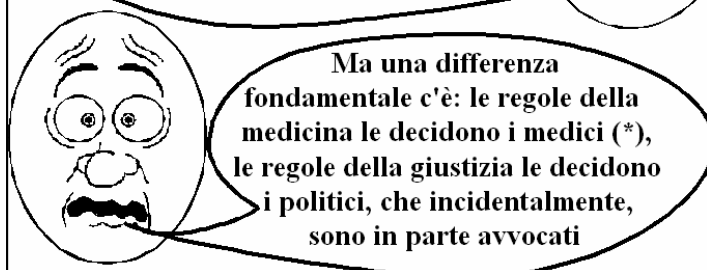 Ma una differenza
fondamentale c'è: le regole della
medicina le decidono i medici (*),
le regole della giustizia le decidono
i politici, che incidentalmente,
sono in parte avvocati